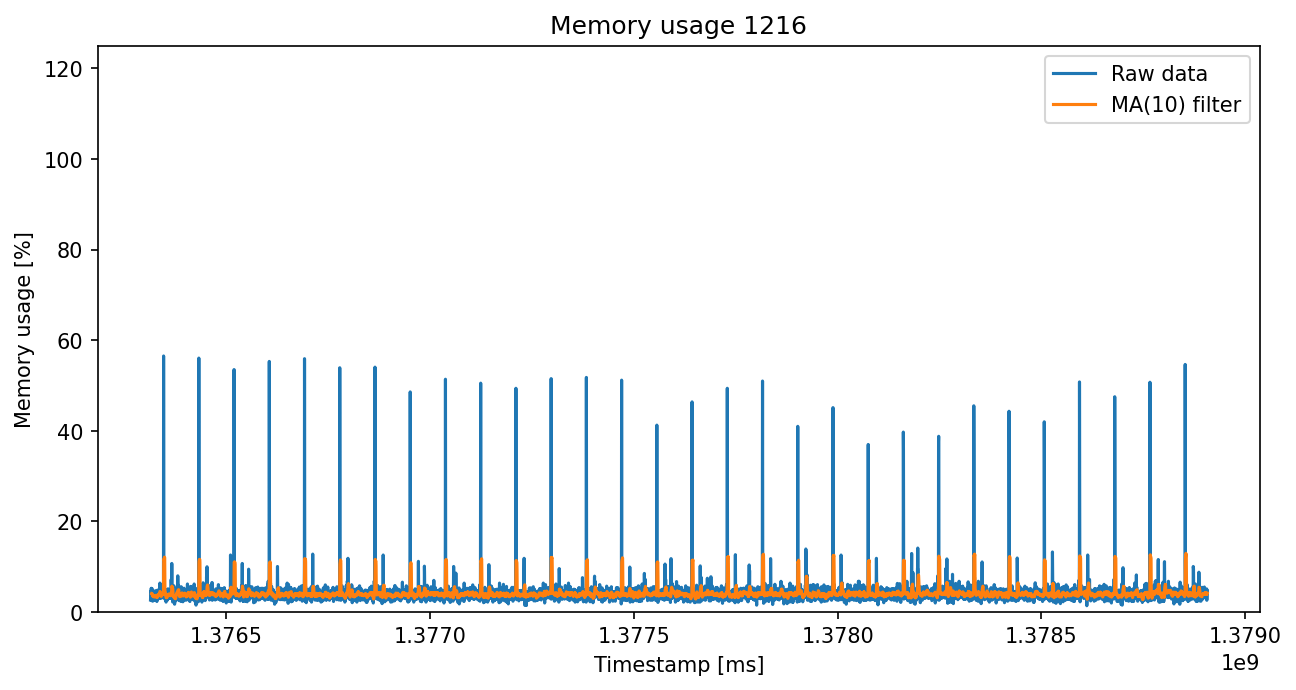 Memory usage 1216
Raw data
MA(10) filter
Memory usage [%]
120
100
80
60
40
20
0
1.3765 1.3770 1.3775 1.3780 1.3785 1.3790
1e9
Timestamp [ms]